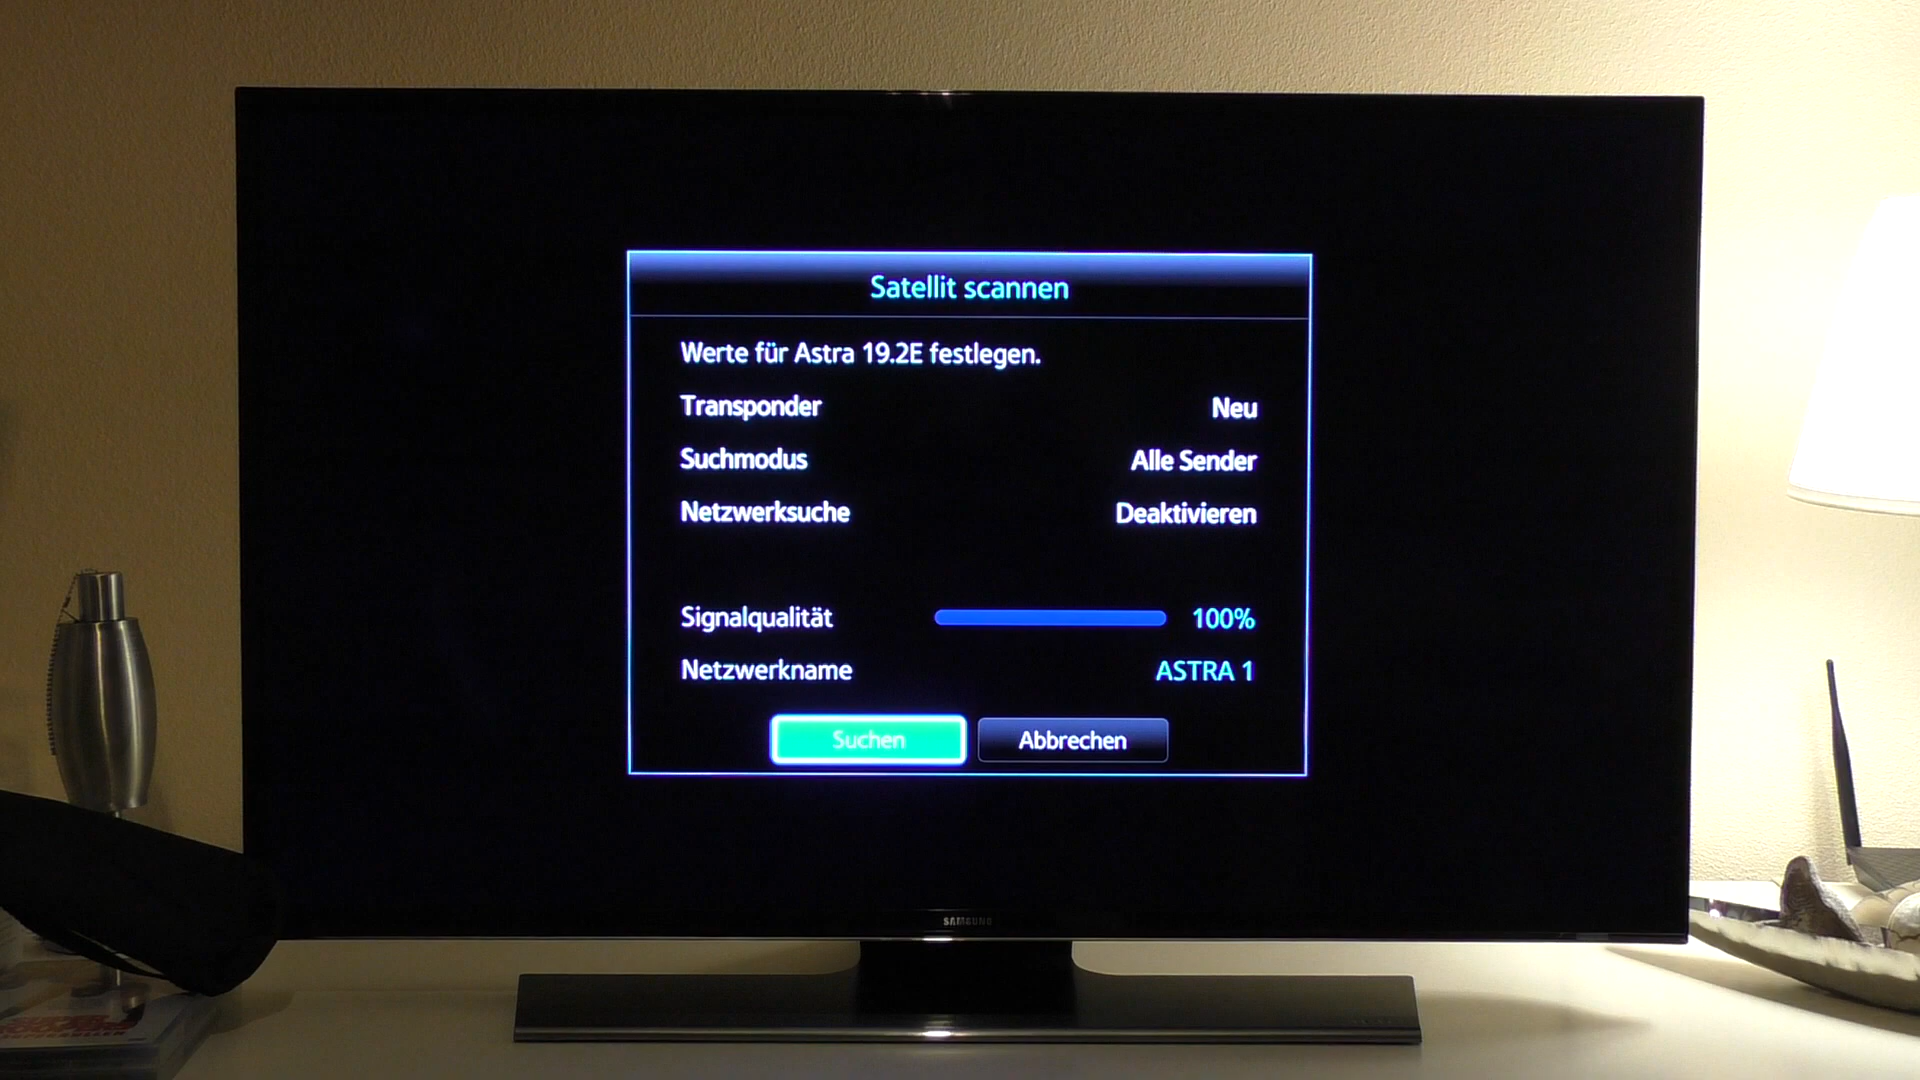 Satellit scannen
Werte für Astra 19.2E festlegen.
Transponder Neu
Suchmodus Alle Sender
Netzwerksuche Deaktivieren
Signalqualität 100%
Netzwerkname ASTRA 1
Suchen Abbrechen
SAMSUNG